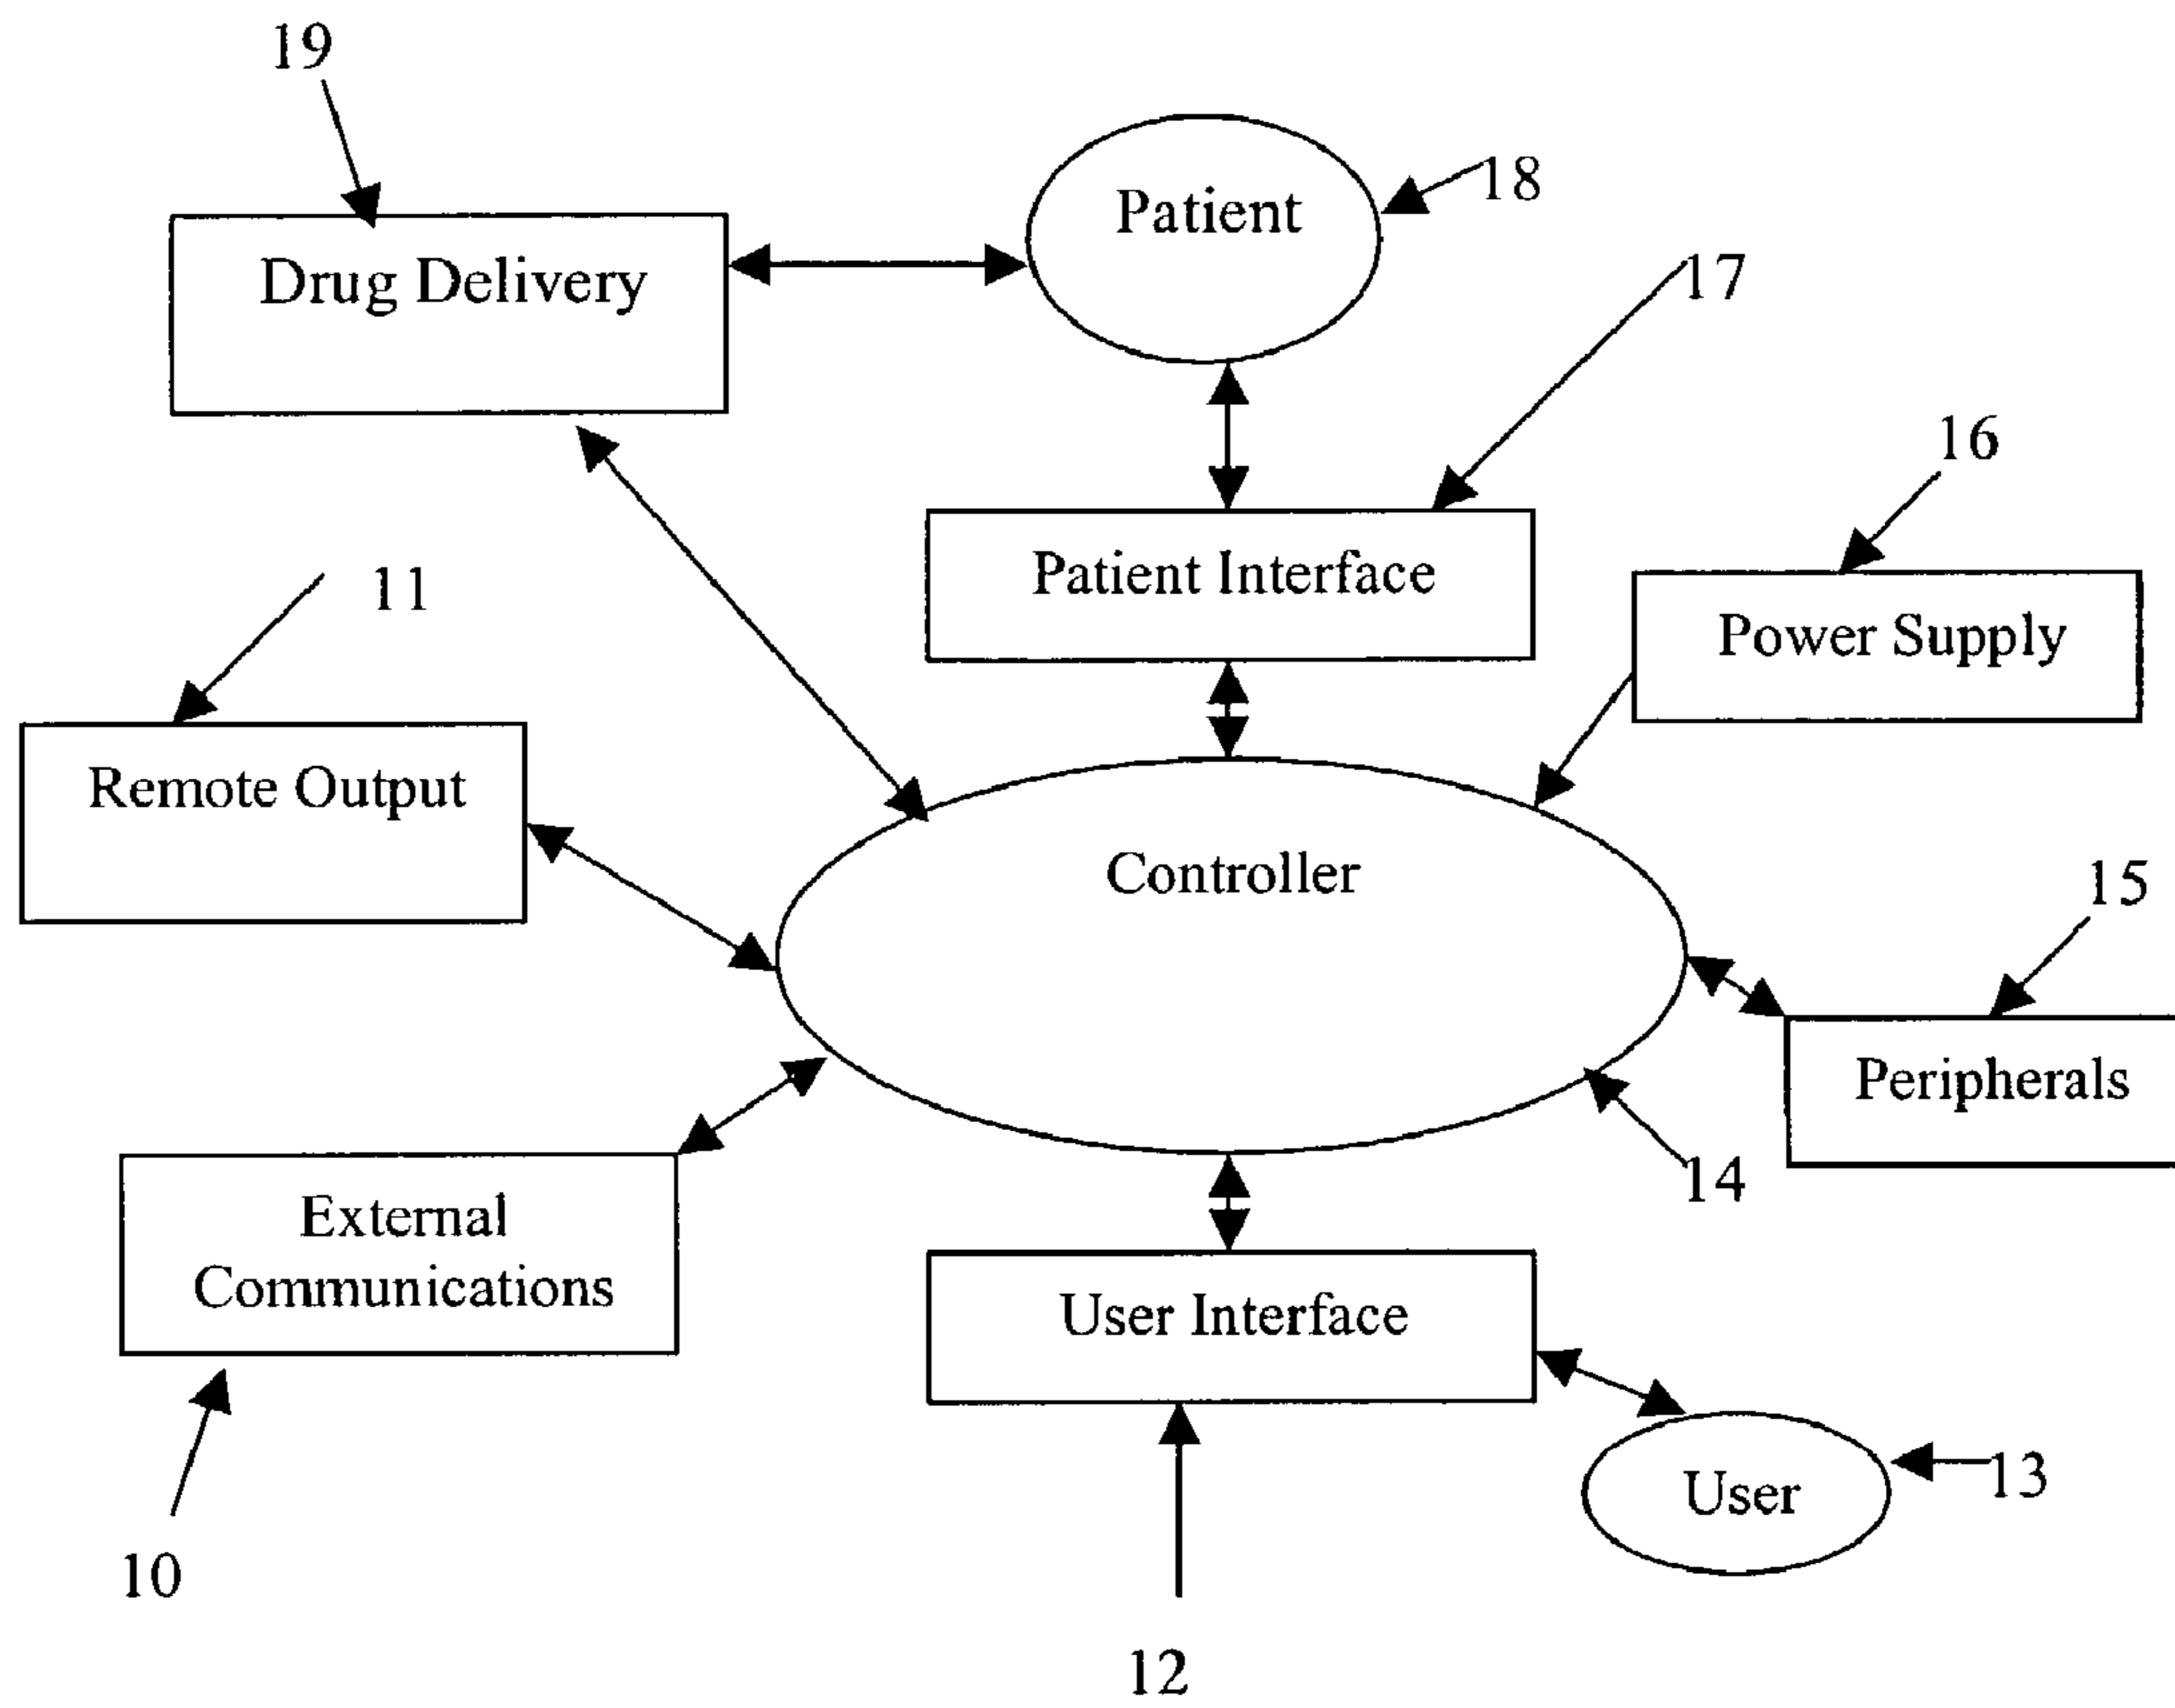 19
Patient
18
Drug Delivery
17
16
Patient Interface
11
Power Supply
Remote Output
Controller
15
Peripherals
14
External
Communications
User Interface
User
13
10
12